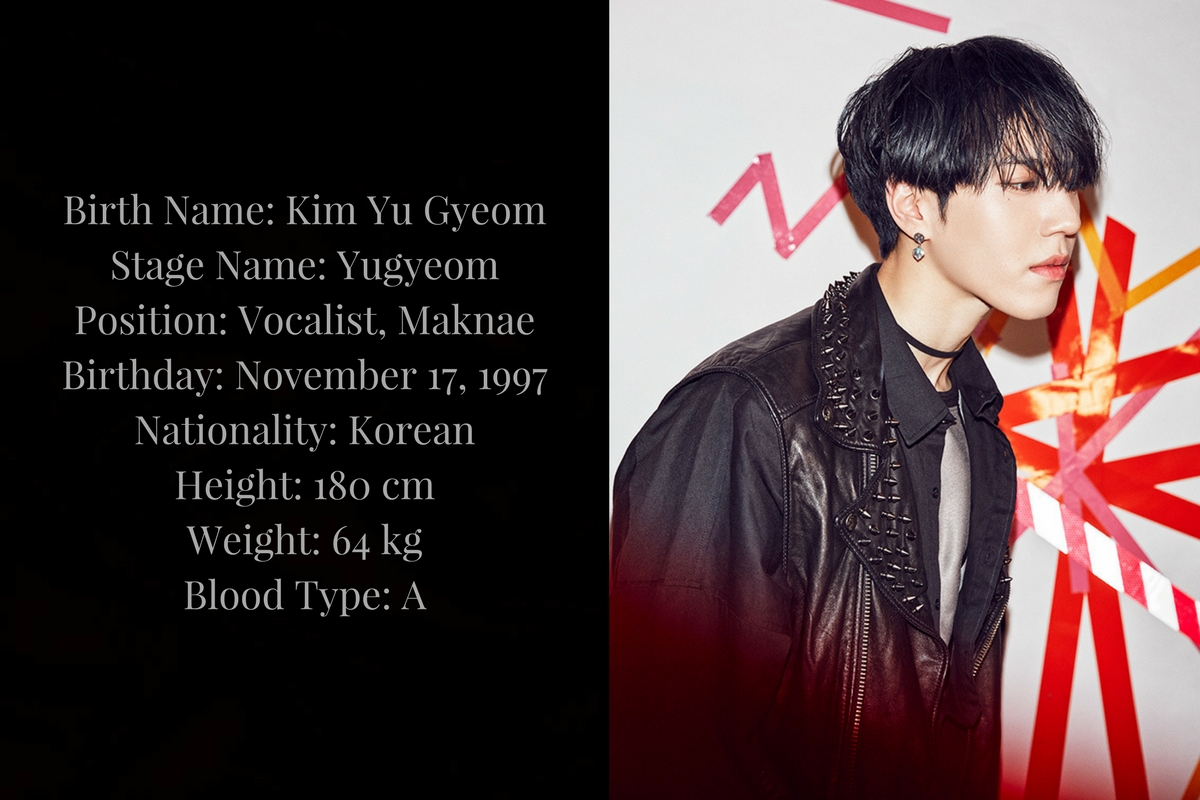 Birth Name: Kim Yu Gyeom
Stage Name: Yugyeom
Position: Vocalist, Maknae
Birthday: November 17, 1997
Nationality: Korean
Height: 180 cm
Weight: 64 kg
Blood Type: A